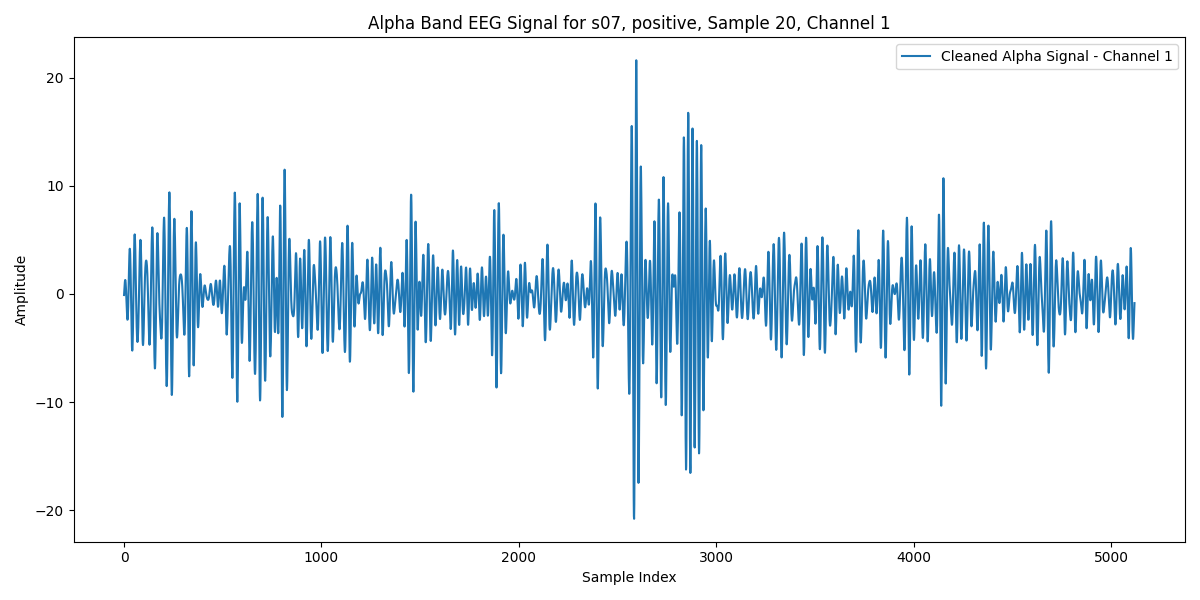 Alpha Band EEG Signal for s07, positive, Sample 20, Channel 1
Cleaned Alpha Signal - Channel 1
20
10
0
−10
−20
Amplitude
0 1000 2000 3000 4000 5000
Sample Index